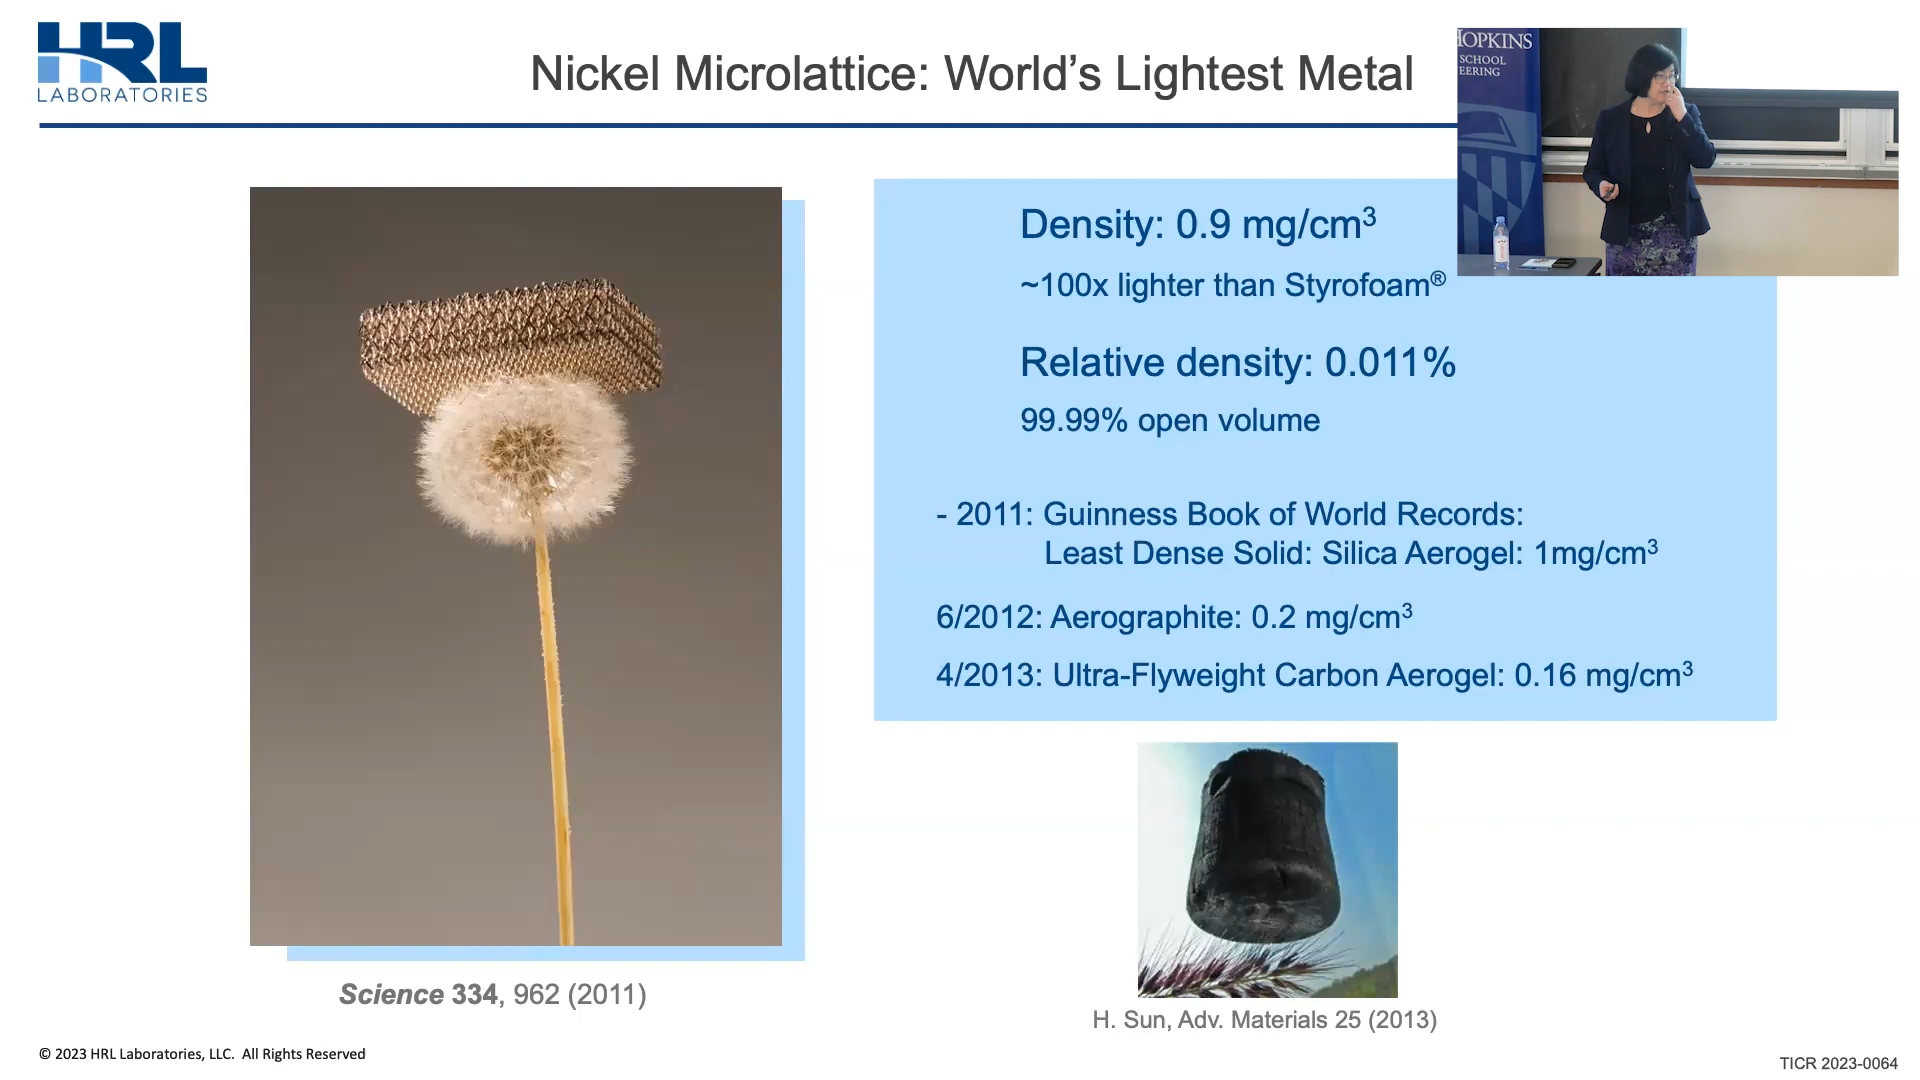 HRL
LABORATORIES
Nickel Microlattice: World’s Lightest Metal
HOPKINS
SCHOOL
EERING
Density: 0.9 mg/cm³
~100x lighter than Styrofoam®
Relative density: 0.011%
99.99% open volume
- 2011: Guinness Book of World Records:
Least Dense Solid: Silica Aerogel: 1mg/cm³
6/2012: Aerographite: 0.2 mg/cm³
4/2013: Ultra-Flyweight Carbon Aerogel: 0.16 mg/cm³
Science 334, 962 (2011)
H. Sun, Adv. Materials 25 (2013)
© 2023 HRL Laboratories, LLC. All Rights Reserved
TICR 2023-0064